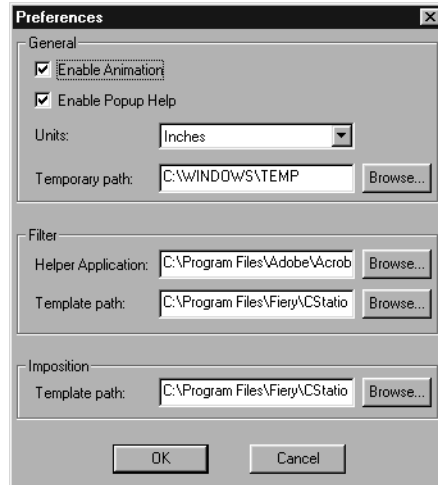 Preferences
General
Enable Animation
Enable Popup Help
Units: Inches
Temporary path: C:\WINDOWS\TEMP Browse...
Filter
Helper Application: C:\Program Files\Adobe\Acrob Browse...
Template path: C:\Program Files\Fiery\CStatio Browse...
Imposition
Template path: C:\Program Files\Fiery\CStatio Browse...
OK Cancel